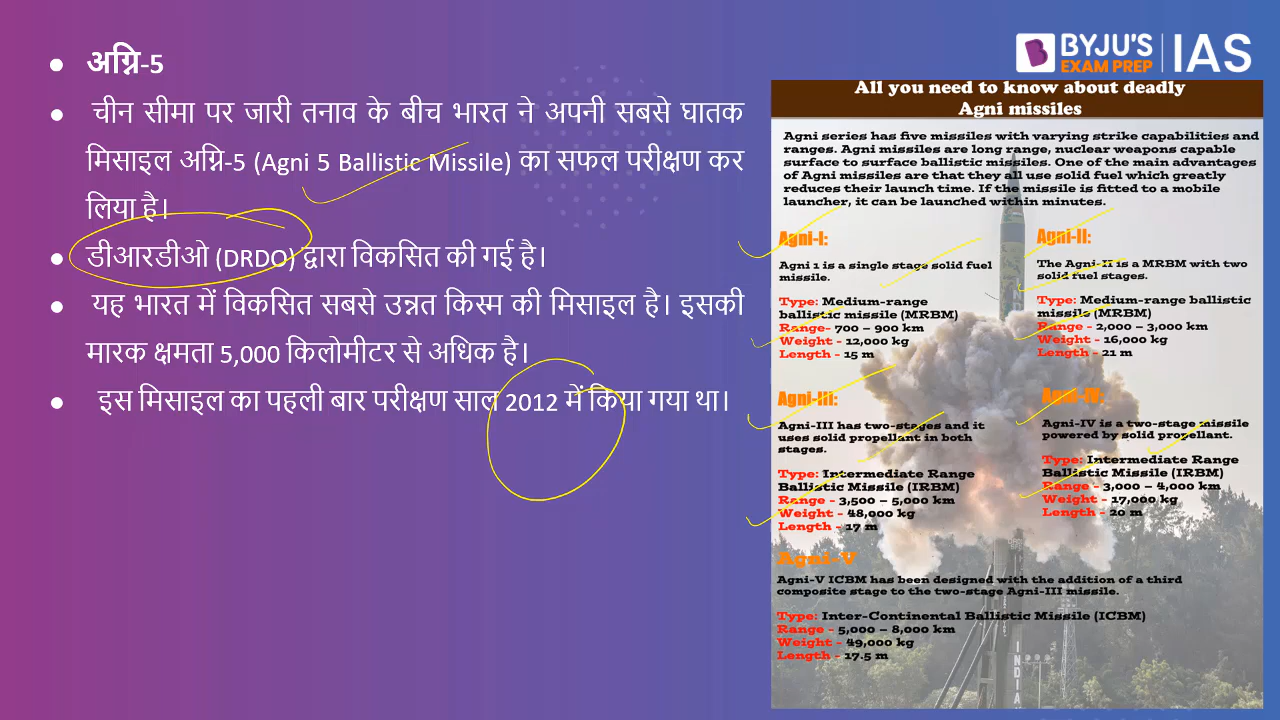 अग्नि-5
चीन सीमा पर जारी तनाव के बीच भारत ने अपनी सबसे घातक
मिसाइल अग्नि-5 (Agni 5 Ballistic Missile) का सफल परीक्षण कर
लिया है।
डीआरडीओ (DRDO) द्वारा विकसित की गई है।
यह भारत में विकसित सबसे उन्नत किस्म की मिसाइल है। इसकी
मारक क्षमता 5,000 किलोमीटर से अधिक है।
इस मिसाइल का पहली बार परीक्षण साल 2012 में किया गया था।
BYJU'S
EXAM PREP
IAS
All you need to know about deadly
Agni missiles
Agni series has five missiles with varying strike capabilities and
ranges. Agni missiles are long range, nuclear weapons capable
surface to surface ballistic missiles. One of the main advantages
of Agni missiles are that they all use solid fuel which greatly
reduces their launch time. If the missile is fitted to a mobile
launcher, it can be launched within minutes.
Agni-I:
Agni 1 is a single stage solid fuel
missile.
Type: Medium-range
ballistic missile (MRBM)
Range- 700 – 900 km
Weight - 12,000 kg
Length - 15 m
Agni-II:
The Agni-II is a MRBM with two
solid fuel stages.
Type: Medium-range ballistic
missile (MRBM)
Range - 2,000 – 3,000 km
Weight - 16,000 kg
Length - 21 m
Agni-III:
Agni-III has two-stages and it
uses solid propellant in both
stages.
Type: Intermediate Range
Ballistic Missile (IRBM)
Range - 3,500 – 5,000 km
Weight - 48,000 kg
Length - 17 m
Agni-IV:
Agni-IV is a two-stage missile
powered by solid propellant.
Type: Intermediate Range
Ballistic Missile (IRBM)
Range - 3,000 – 4,000 km
Weight - 17,000 kg
Length - 20 m
Agni-V
Agni-V ICBM has been designed with the addition of a third
composite stage to the two-stage Agni-III missile.
Type: Inter-Continental Ballistic Missile (ICBM)
Range - 5,000 – 8,000 km
Weight - 49,000 kg
Length - 17.5 m
INDIA